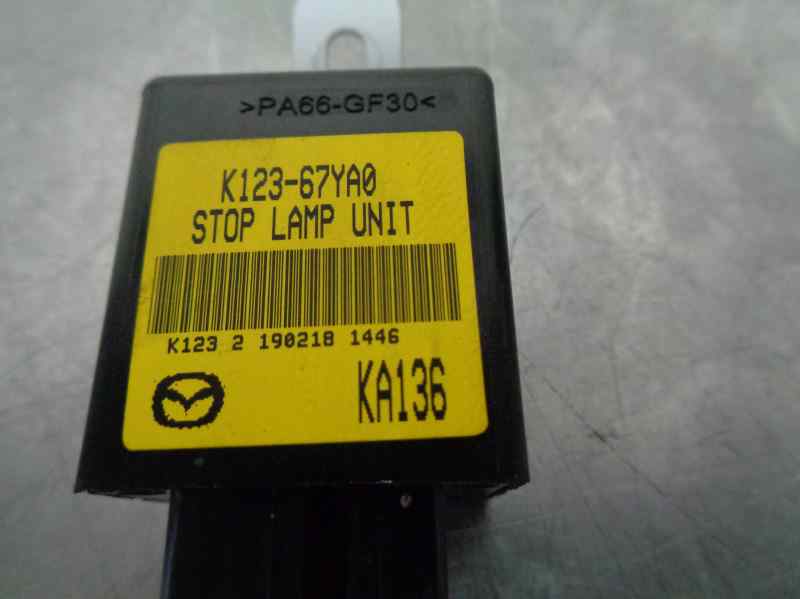 >PA66-GF30<
K123-67YA0
STOP LAMP UNIT
K123 2 190218 1446
KA136